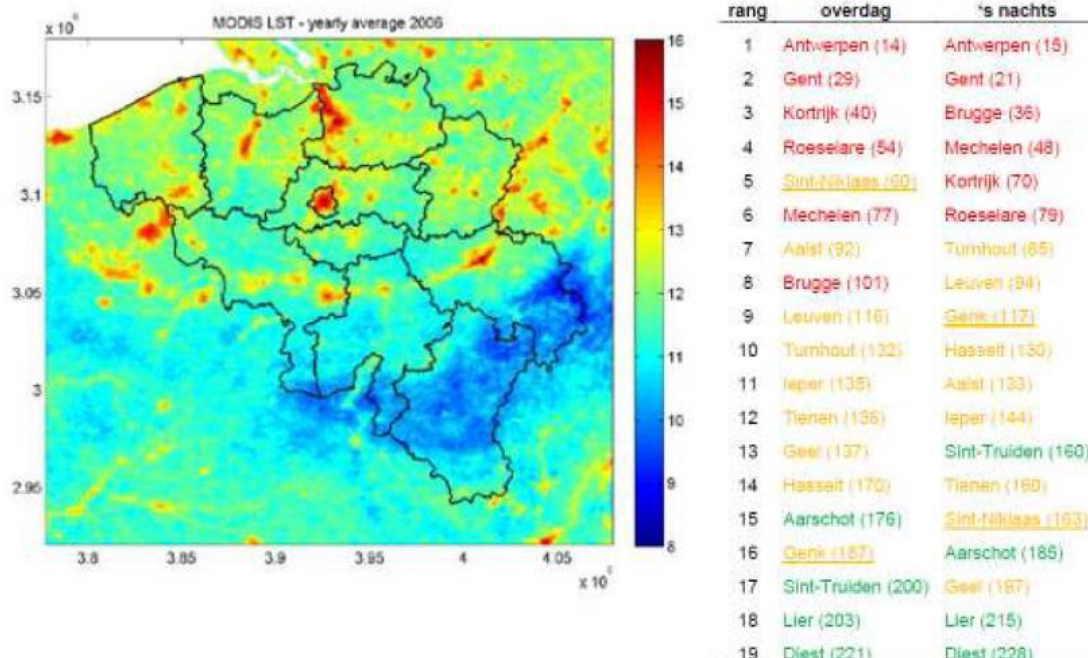 MODIS LST - yearly average 2006
x 10⁶
3.15
3.1
3.05
3
2.95
3.8
3.85
3.9
3.95
4
4.05
x 10⁶
16
15
14
13
12
11
10
9
8
rang overdag 's nachts
1 Antwerpen (14) Antwerpen (15)
2 Gent (29) Gent (21)
3 Kortrijk (40) Brugge (36)
4 Roeselare (54) Mechelen (48)
5 Sint-Niklaas (60) Kortrijk (70)
6 Mechelen (77) Roeselare (79)
7 Aalst (92) Turnhout (85)
8 Brugge (101) Leuven (94)
9 Leuven (116) Genk (117)
10 Turnhout (132) Hasselt (130)
11 Ieper (135) Aalst (133)
12 Tienen (136) Ieper (144)
13 Geel (137) Sint-Truiden (160)
14 Hasselt (170) Tienen (160)
15 Aarschot (176) Sint-Niklaas (163)
16 Genk (187) Aarschot (185)
17 Sint-Truiden (200) Geel (197)
18 Lier (203) Lier (215)
19 Diest (221) Diest (228)